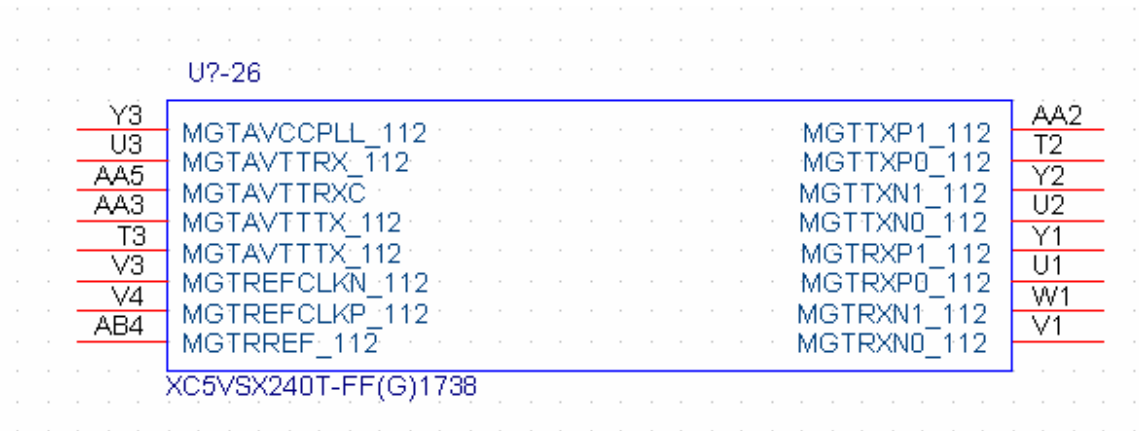 U?-26
Y3 MGTAVCCPLL_112 MGTTXP1_112 AA2
U3 MGTAVTTRX_112 MGTTXP0_112 T2
AA5 MGTAVTTRXC MGTTXN1_112 Y2
AA3 MGTAVTTTX_112 MGTTXN0_112 U2
T3 MGTAVTTTX_112 MGTRXP1_112 Y1
V3 MGTREFCLKN_112 MGTRXP0_112 U1
V4 MGTREFCLKP_112 MGTRXN1_112 W1
AB4 MGTRREF_112 MGTRXN0_112 V1
XC5VSX240T-FF(G)1738